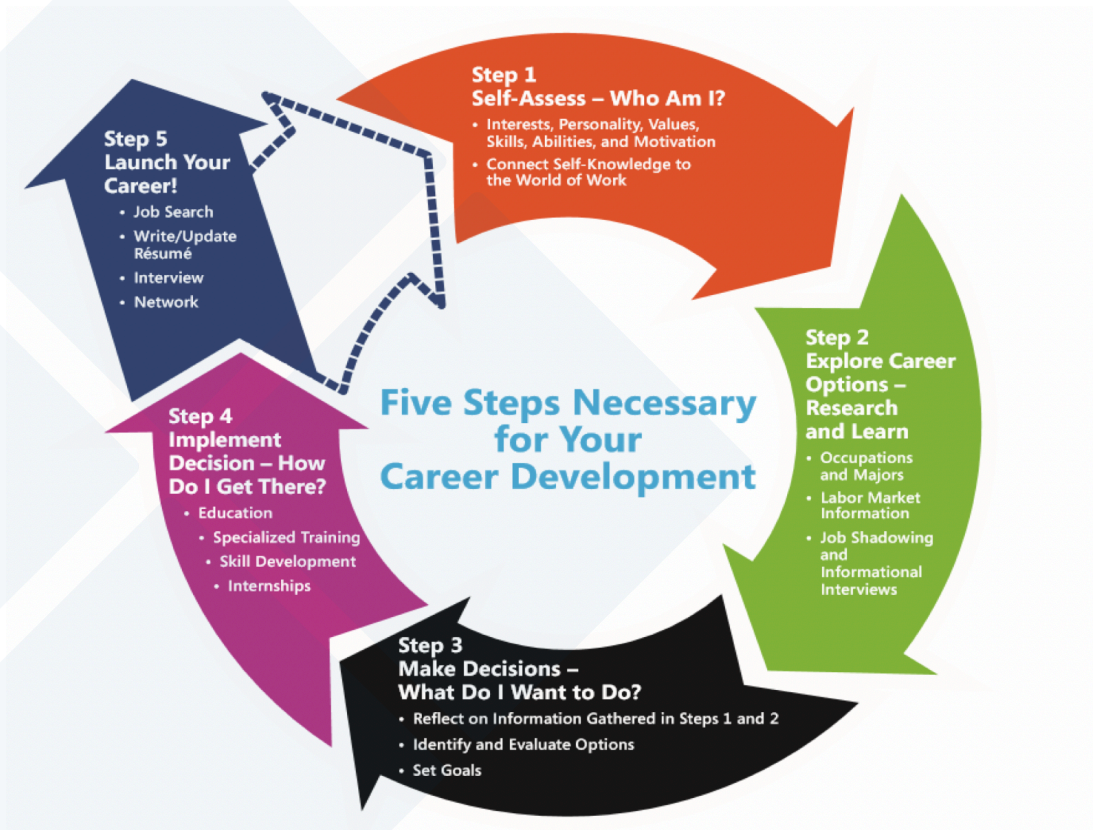 Step 1
Self-Assess – Who Am I?
• Interests, Personality, Values,
Skills, Abilities, and Motivation
• Connect Self-Knowledge to
the World of Work
Step 2
Explore Career
Options –
Research
and Learn
• Occupations
and Majors
• Labor Market
Information
• Job Shadowing
and
Informational
Interviews
Step 3
Make Decisions –
What Do I Want to Do?
• Reflect on Information Gathered in Steps 1 and 2
• Identify and Evaluate Options
• Set Goals
Step 4
Implement
Decision – How
Do I Get There?
• Education
• Specialized Training
• Skill Development
• Internships
Step 5
Launch Your
Career!
• Job Search
• Write/Update
Résumé
• Interview
• Network
Five Steps Necessary
for Your
Career Development